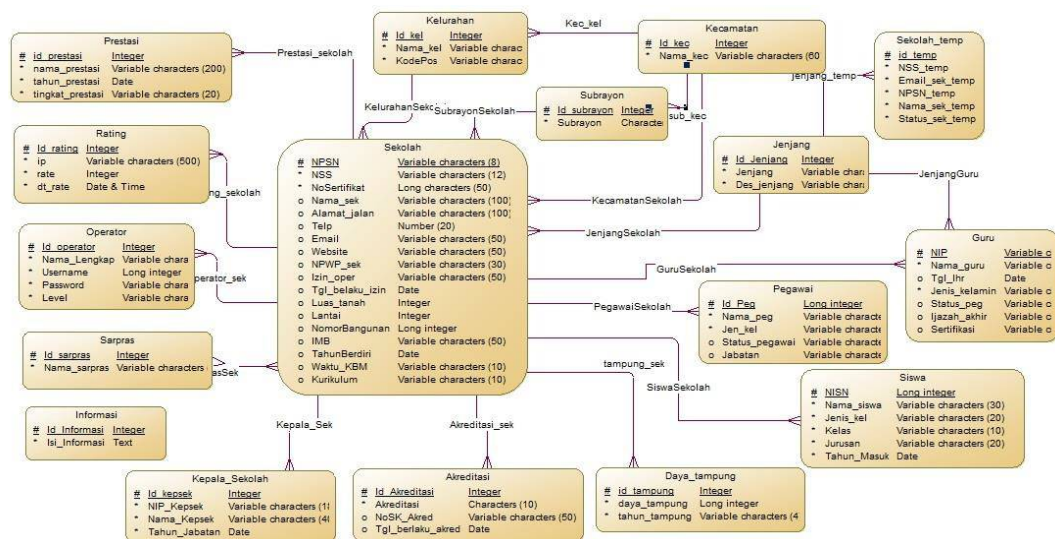 Prestasi
# id_prestasi Integer
* nama_prestasi Variable characters (200)
* tahun_prestasi Date
* tingkat_prestasi Variable characters (20)
Prestasi_sekolah
Kelurahan
# Id_kel Integer
* Nama_kel Variable charac
* KodePos Variable charac
Kec_kel
Kecamatan
# Id_kec Integer
* Nama_kec Variable characters (60
Sekolah_temp
# id_temp
* NSS_temp
* Email_sek_temp
* NPSN_temp
* Nama_sek_temp
* Status_sek_temp
jenjang_temp
Subrayon
# Id_subrayon Integer
* Subrayon Characte
sub_kec
KelurahanSekol
SubrayonSekolah
Rating
# Id_rating Integer
* ip Variable characters (500)
* rate Integer
* dt_rate Date & Time
ng_sekolah
Sekolah
# NPSN Variable characters (8)
* NSS Variable characters (12)
* NoSertifikat Long characters (50)
o Nama_sek Variable characters (100)
o Alamat_jalan Variable characters (100)
o Telp Number (20)
o Email Variable characters (50)
o Website Variable characters (50)
o NPWP_sek Variable characters (30)
o Izin_oper Variable characters (50)
o Tgl_belaku_izin Date
o Luas_tanah Integer
o Lantai Integer
o NomorBangunan Long integer
o IMB Variable characters (50)
o TahunBerdiri Date
o Waktu_KBM Variable characters (10)
o Kurikulum Variable characters (10)
Jenjang
# Id_Jenjang Integer
* Jenjang Variable chara
* Des_jenjang Variable chara
JenjangGuru
KecamatanSekolah
JenjangSekolah
Operator
# Id_operator Integer
* Nama_Lengkap Variable chara
* Username Long integer
* Password Variable chara
* Level Variable chara
perator_sek
Guru
# NIP Variable c
* Nama_guru Variable c
o Tgl_lhr Date
* Jenis_kelamin Variable c
o Status_peg Variable c
o Ijazah_akhir Variable c
o Sertifikasi Variable c
GuruSekolah
Pegawai
# Id_Peg Long integer
* Nama_peg Variable characte
* Jen_kel Variable characte
o Status_pegawai Variable characte
o Jabatan Variable characte
PegawaiSekolah
Sarpras
# Id_sarpras Integer
* Nama_sarpras Variable characters
asSek
tampung_sek
SiswaSekolah
Siswa
# NISN Long integer
* Nama_siswa Variable characters (30)
* Jenis_kel Variable characters (20)
* Kelas Variable characters (10)
* Jurusan Variable characters (20)
* Tahun_Masuk Date
Informasi
# Id_Informasi Integer
* Isi_Informasi Text
Kepala_Sek
Akreditasi_sek
Kepala_Sekolah
# Id_kepsek Integer
* NIP_Kepsek Variable characters (18
* Nama_Kepsek Variable characters (40
* Tahun_Jabatan Date
Akreditasi
# Id_Akreditasi Integer
* Akreditasi Characters (10)
o NoSK_Akred Variable characters (50)
o Tgl_berlaku_akred Date
Daya_tampung
# id_tampung Integer
* daya_tampung Long integer
* tahun_tampung Variable characters (4